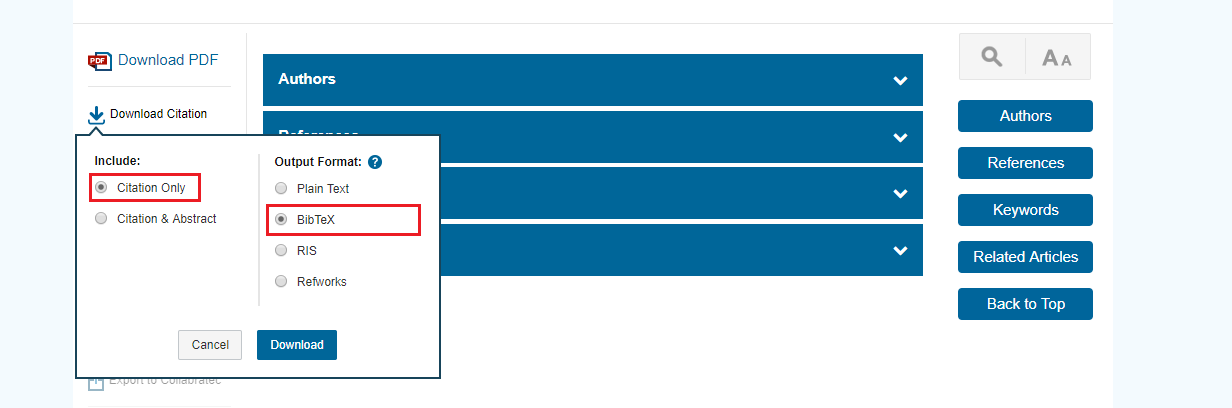 PDF
Download PDF
Download Citation
Include:
Citation Only
Citation & Abstract
Output Format: ?
Plain Text
BibTeX
RIS
Refworks
Cancel
Download
Export to Collabratec
Authors
References
A A
Authors
References
Keywords
Related Articles
Back to Top